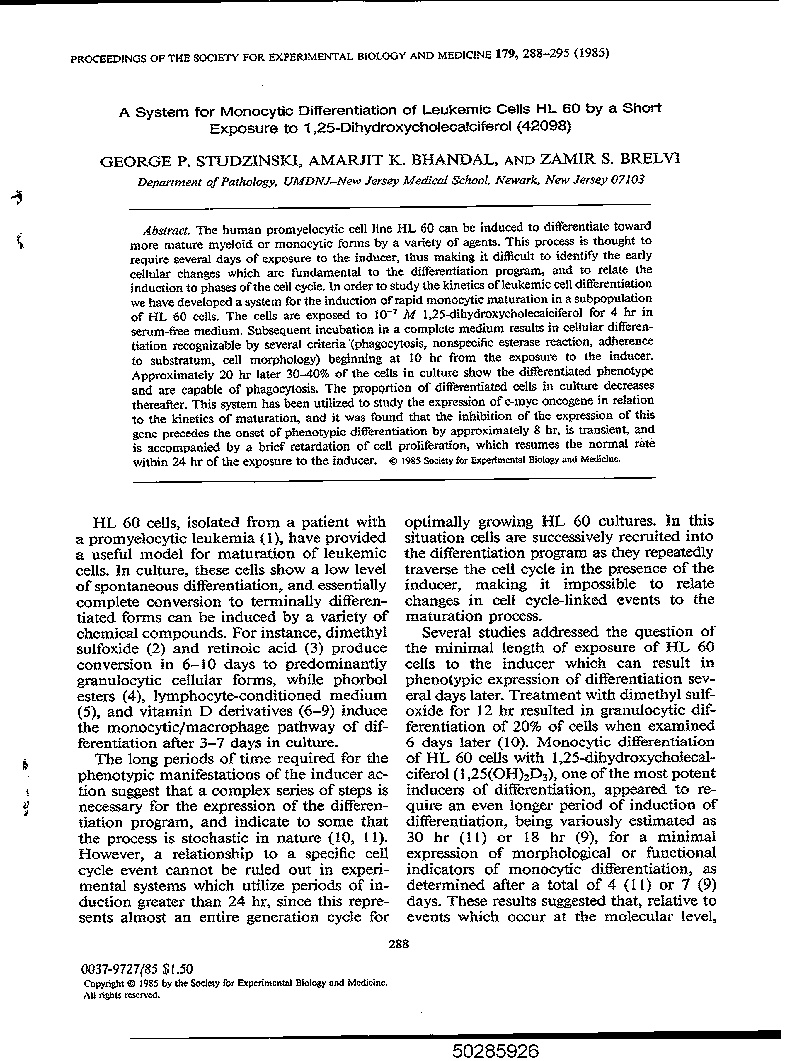 PROCEEDINGS OF THE SOCIETY FOR EXPERIMENTAL BIOLOGY AND MEDICINE 179, 288–295 (1985)
A System for Monocytic Differentiation of Leukemic Cells HL 60 by a Short
Exposure to 1,25-Dihydroxycholecalciferol (42098)
GEORGE P. STUDZINSKI, AMARJIT K. BHANDAL, AND ZAMIR S. BRELVI
Department of Pathology, UMDNJ–New Jersey Medical School, Newark, New Jersey 07103
Abstract. The human promyelocytic cell line HL 60 can be induced to differentiate toward
more mature myeloid or monocytic forms by a variety of agents. This process is thought to
require several days of exposure to the inducer, thus making it difficult to identify the early
cellular changes which are fundamental to the differentiation program, and to relate the
induction to phases of the cell cycle. In order to study the kinetics of leukemic cell differentiation
we have developed a system for the induction of rapid monocytic maturation in a subpopulation
of HL 60 cells. The cells are exposed to 10⁻⁷ M 1,25-dihydroxycholecalciferol for 4 hr in
serum-free medium. Subsequent incubation in a complete medium results in cellular differen-
tiation recognizable by several criteria (phagocytosis, nonspecific esterase reaction, adherence
to substratum, cell morphology) beginning at 10 hr from the exposure to the inducer.
Approximately 20 hr later 30–40% of the cells in culture show the differentiated phenotype
and are capable of phagocytosis. The proportion of differentiated cells in culture decreases
thereafter. This system has been utilized to study the expression of c-myc oncogene in relation
to the kinetics of maturation, and it was found that the inhibition of the expression of this
gene precedes the onset of phenotypic differentiation by approximately 8 hr, is transient, and
is accompanied by a brief retardation of cell proliferation, which resumes the normal rate
within 24 hr of the exposure to the inducer. © 1985 Society for Experimental Biology and Medicine.
HL 60 cells, isolated from a patient with
a promyelocytic leukemia (1), have provided
a useful model for maturation of leukemic
cells. In culture, these cells show a low level
of spontaneous differentiation, and essentially
complete conversion to terminally differen-
tiated forms can be induced by a variety of
chemical compounds. For instance, dimethyl
sulfoxide (2) and retinoic acid (3) produce
conversion in 6–10 days to predominantly
granulocytic cellular forms, while phorbol
esters (4), lymphocyte-conditioned medium
(5), and vitamin D derivatives (6–9) induce
the monocytic/macrophage pathway of dif-
ferentiation after 3–7 days in culture.
The long periods of time required for the
phenotypic manifestations of the inducer ac-
tion suggest that a complex series of steps is
necessary for the expression of the differen-
tiation program, and indicate to some that
the process is stochastic in nature (10, 11).
However, a relationship to a specific cell
cycle event cannot be ruled out in experi-
mental systems which utilize periods of in-
duction greater than 24 hr, since this repre-
sents almost an entire generation cycle for
optimally growing HL 60 cultures. In this
situation cells are successively recruited into
the differentiation program as they repeatedly
traverse the cell cycle in the presence of the
inducer, making it impossible to relate
changes in cell cycle-linked events to the
maturation process.
Several studies addressed the question of
the minimal length of exposure of HL 60
cells to the inducer which can result in
phenotypic expression of differentiation sev-
eral days later. Treatment with dimethyl sulf-
oxide for 12 hr resulted in granulocytic dif-
ferentiation of 20% of cells when examined
6 days later (10). Monocytic differentiation
of HL 60 cells with 1,25-dihydroxycholecal-
ciferol (1,25(OH)₂D₃), one of the most potent
inducers of differentiation, appeared to re-
quire an even longer period of induction of
differentiation, being variously estimated as
30 hr (11) or 18 hr (9), for a minimal
expression of morphological or functional
indicators of monocytic differentiation, as
determined after a total of 4 (11) or 7 (9)
days. These results suggested that, relative to
events which occur at the molecular level,
288
0037-9727/85 $1.50
Copyright © 1985 by the Society for Experimental Biology and Medicine.
All rights reserved.
50285926